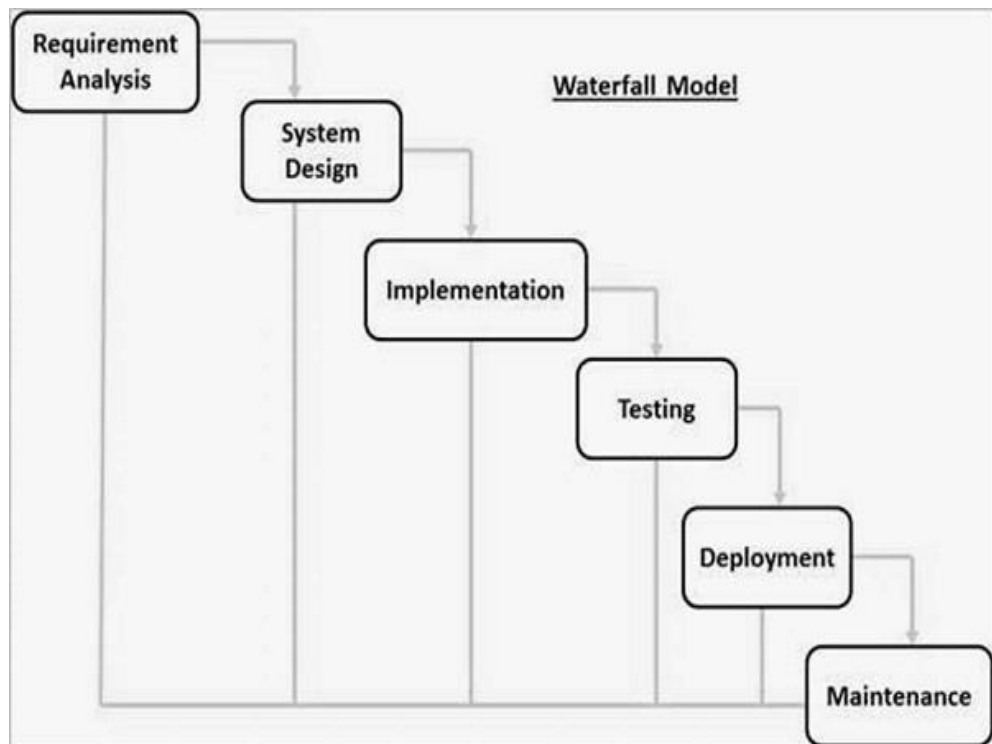 Requirement
Analysis
Waterfall Model
System
Design
Implementation
Testing
Deployment
Maintenance